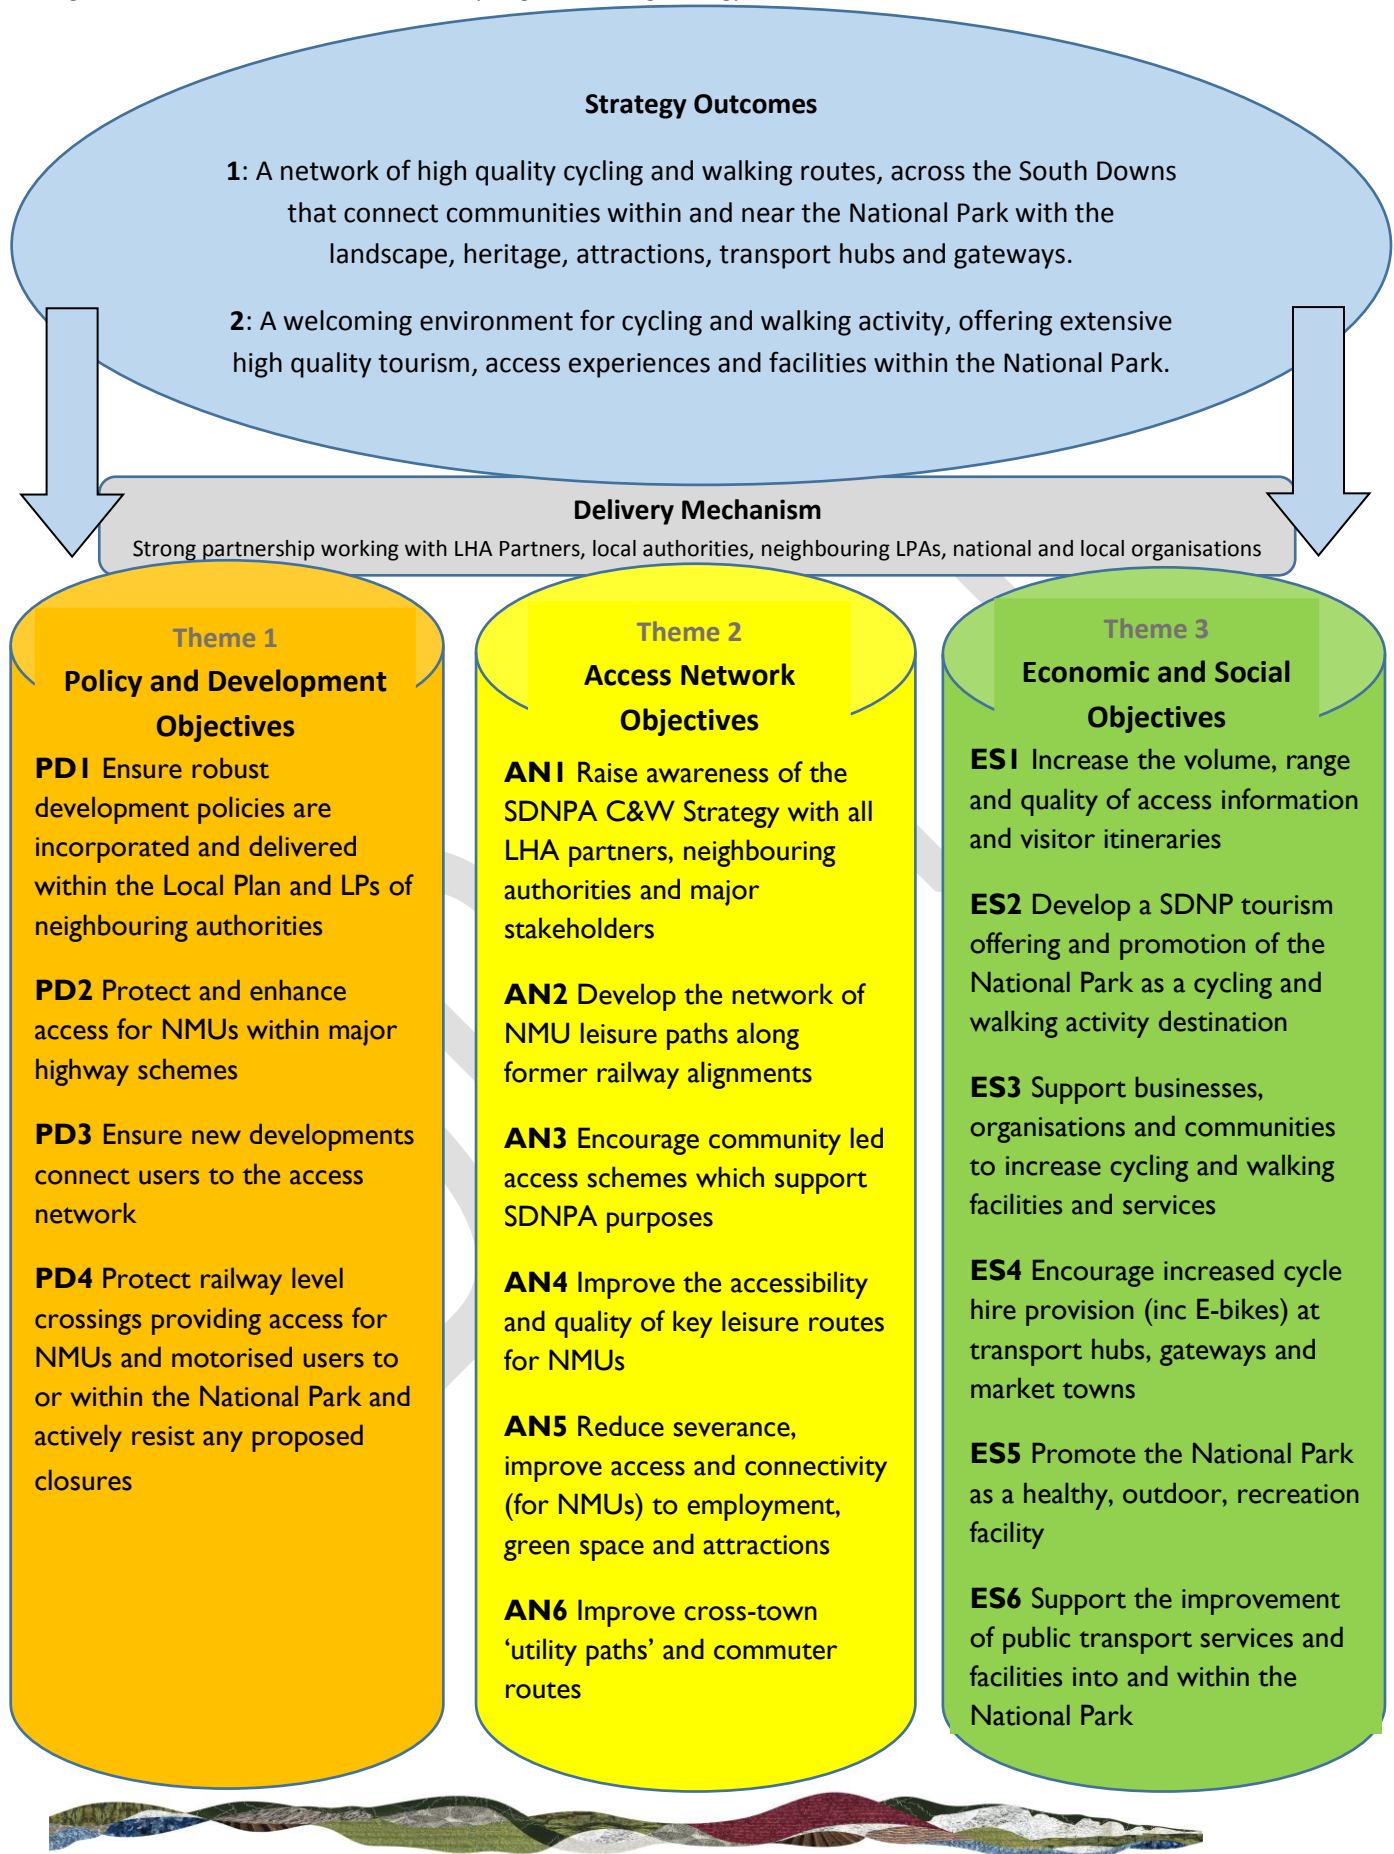 Strategy Outcomes
1: A network of high quality cycling and walking routes, across the South Downs
that connect communities within and near the National Park with the
landscape, heritage, attractions, transport hubs and gateways.
2: A welcoming environment for cycling and walking activity, offering extensive
high quality tourism, access experiences and facilities within the National Park.
Delivery Mechanism
Strong partnership working with LHA Partners, local authorities, neighbouring LPAs, national and local organisations
Theme 1
Policy and Development
Objectives
PD1 Ensure robust
development policies are
incorporated and delivered
within the Local Plan and LPs of
neighbouring authorities
PD2 Protect and enhance
access for NMUs within major
highway schemes
PD3 Ensure new developments
connect users to the access
network
PD4 Protect railway level
crossings providing access for
NMUs and motorised users to
or within the National Park and
actively resist any proposed
closures
Theme 2
Access Network
Objectives
AN1 Raise awareness of the
SDNPA C&W Strategy with all
LHA partners, neighbouring
authorities and major
stakeholders
AN2 Develop the network of
NMU leisure paths along
former railway alignments
AN3 Encourage community led
access schemes which support
SDNPA purposes
AN4 Improve the accessibility
and quality of key leisure routes
for NMUs
AN5 Reduce severance,
improve access and connectivity
(for NMUs) to employment,
green space and attractions
AN6 Improve cross-town
‘utility paths’ and commuter
routes
Theme 3
Economic and Social
Objectives
ES1 Increase the volume, range
and quality of access information
and visitor itineraries
ES2 Develop a SDNP tourism
offering and promotion of the
National Park as a cycling and
walking activity destination
ES3 Support businesses,
organisations and communities
to increase cycling and walking
facilities and services
ES4 Encourage increased cycle
hire provision (inc E-bikes) at
transport hubs, gateways and
market towns
ES5 Promote the National Park
as a healthy, outdoor, recreation
facility
ES6 Support the improvement
of public transport services and
facilities into and within the
National Park